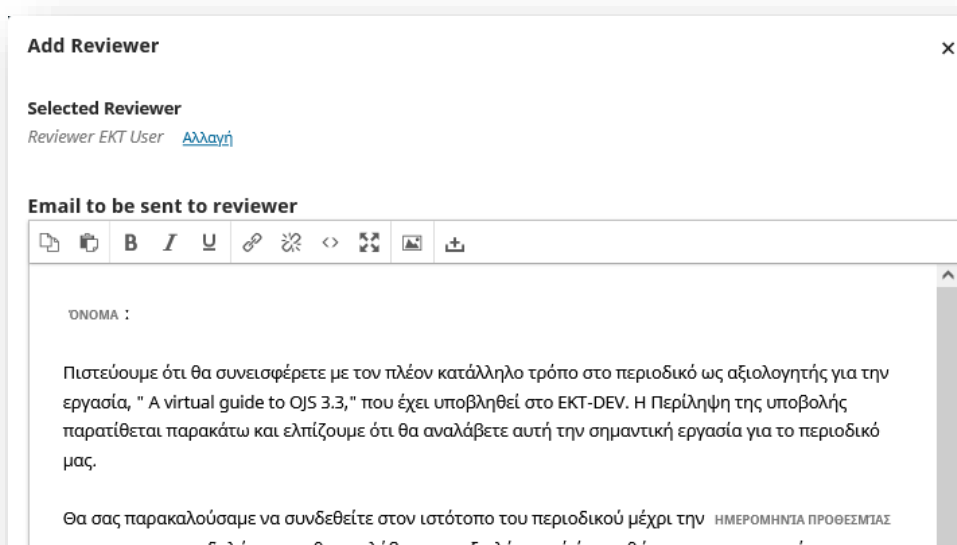 Add Reviewer
×
Selected Reviewer
Reviewer EKT User Αλλαγή
Email to be sent to reviewer
B I U
ΌΝΟΜΑ :
Πιστεύουμε ότι θα συνεισφέρετε με τον πλέον κατάλληλο τρόπο στο περιοδικό ως αξιολογητής για την
εργασία, " A virtual guide to OJS 3.3," που έχει υποβληθεί στο EKT-DEV. Η Περίληψη της υποβολής
παρατίθεται παρακάτω και ελπίζουμε ότι θα αναλάβετε αυτή την σημαντική εργασία για το περιοδικό
μας.
Θα σας παρακαλούσαμε να συνδεθείτε στον ιστότοπο του περιοδικού μέχρι την ΗΜΕΡΟΜΗΝΊΑ ΠΡΟΘΕΣΜΊΑΣ